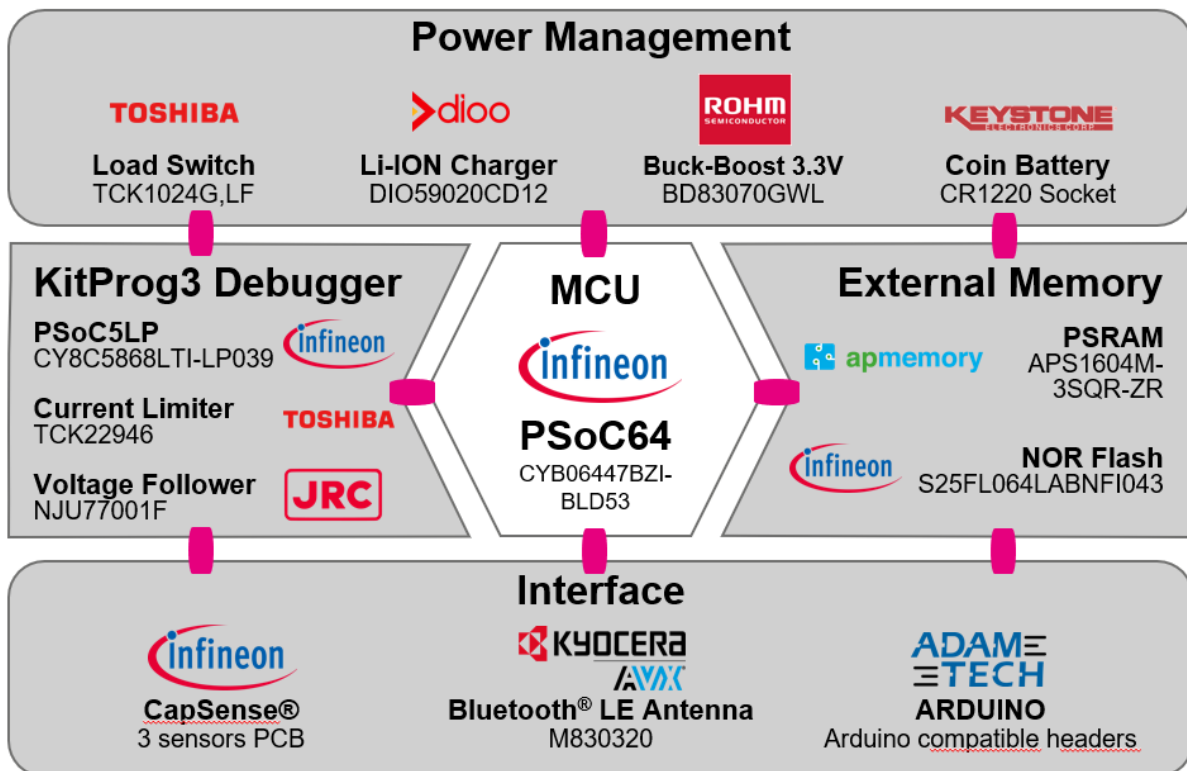 Power Management
TOSHIBA
Load Switch
TCK1024G,LF
dioo
Li-ION Charger
DIO59020CD12
ROHM
SEMICONDUCTOR
Buck-Boost 3.3V
BD83070GWL
KEYSTONE
ELECTRONICS CORP.
Coin Battery
CR1220 Socket
KitProg3 Debugger
PSoC5LP
CY8C5868LTI-LP039
infineon
Current Limiter
TCK22946
TOSHIBA
Voltage Follower
NJU77001F
JRC
MCU
infineon
PSoC64
CYB06447BZI-
BLD53
External Memory
apmemory
PSRAM
APS1604M-
3SQR-ZR
infineon
NOR Flash
S25FL064LABNFI043
Interface
infineon
CapSense®
3 sensors PCB
KYOCERA
AVX
Bluetooth® LE Antenna
M830320
ADAM
TECH
ARDUINO
Arduino compatible headers